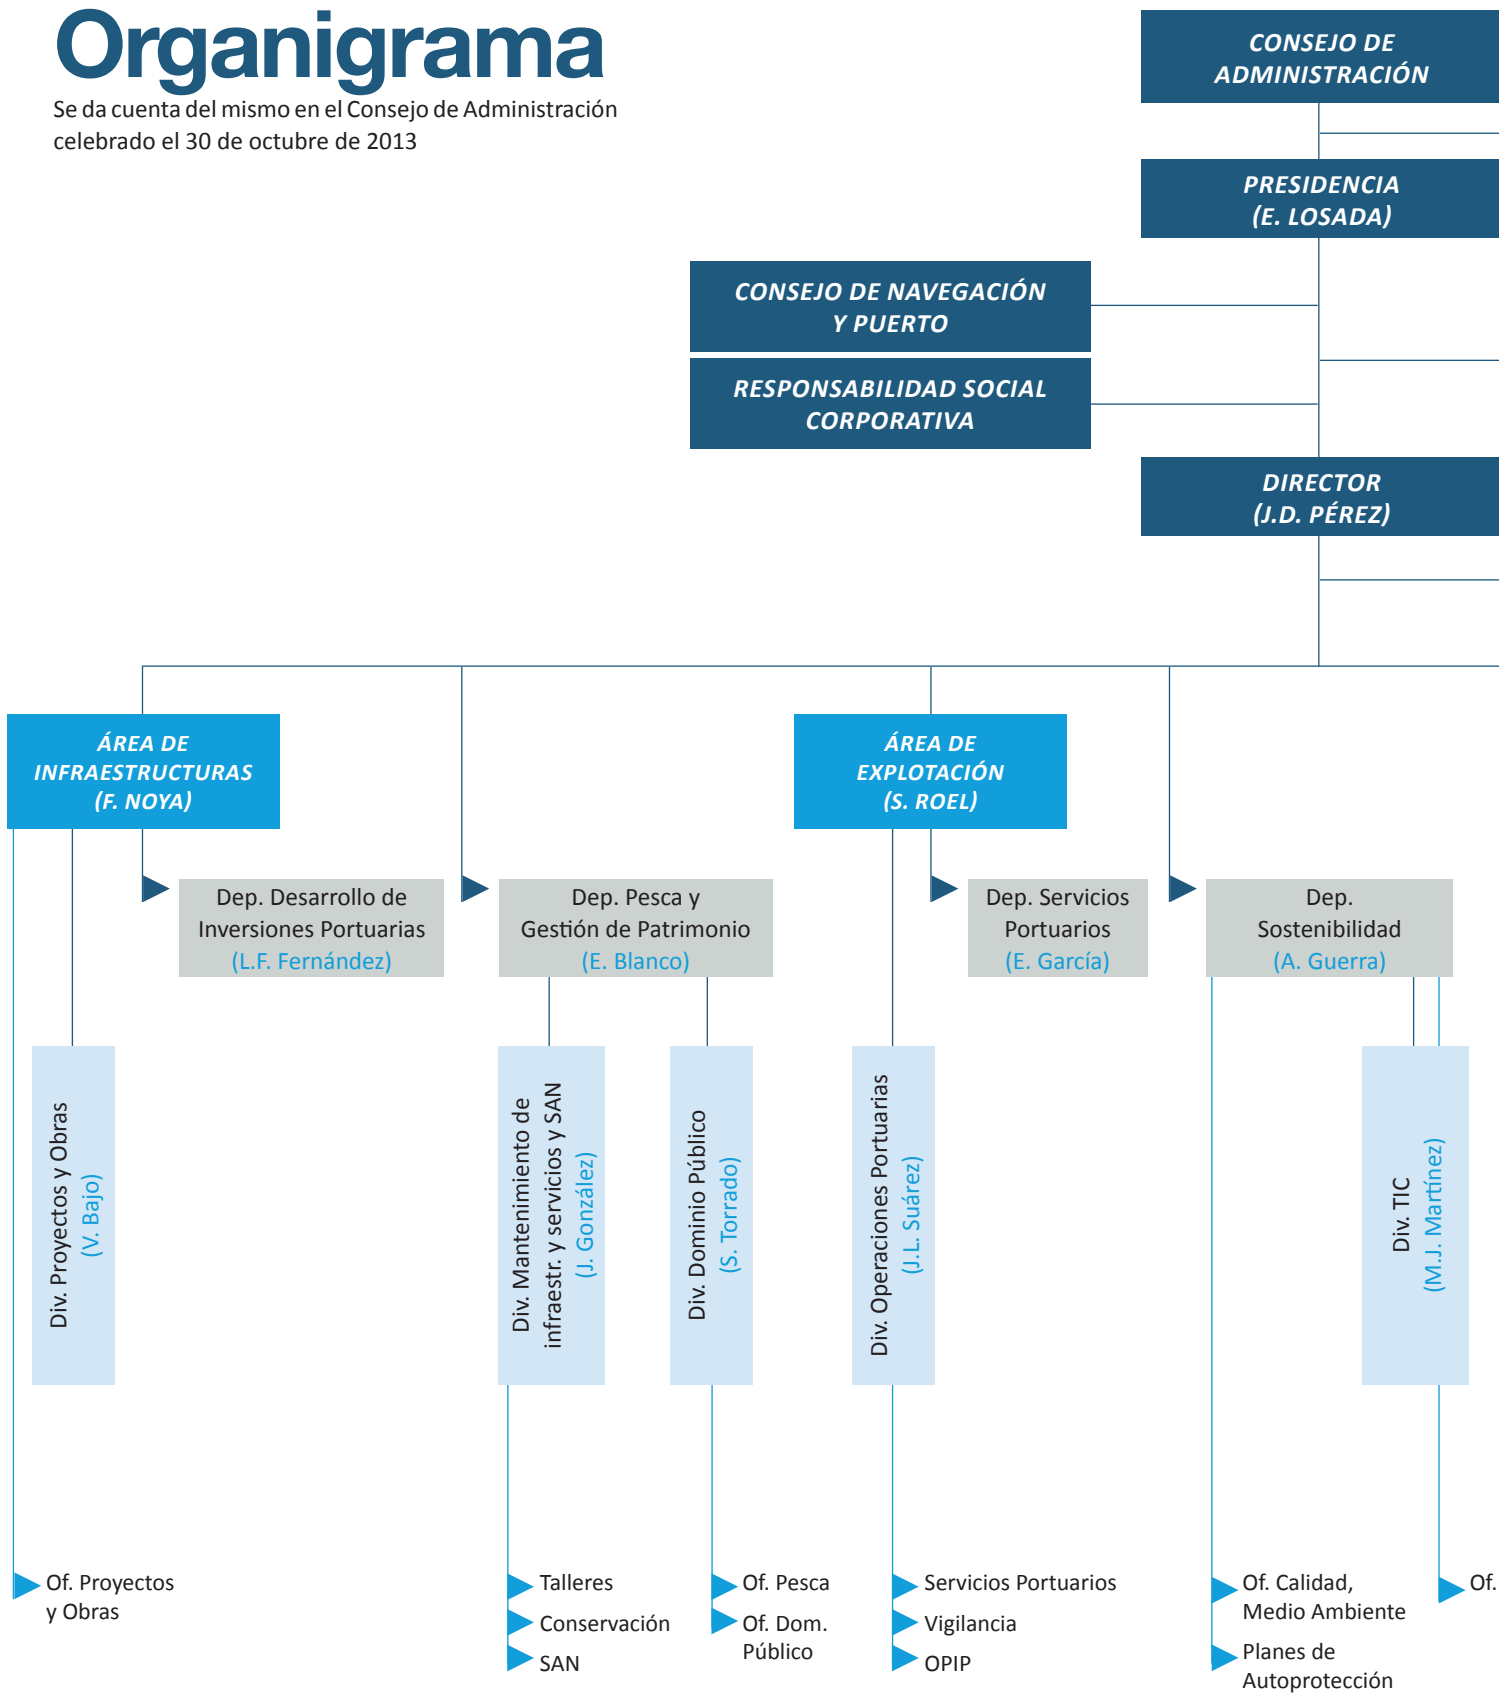 Organigrama
Se da cuenta del mismo en el Consejo de Administración
celebrado el 30 de octubre de 2013
CONSEJO DE
ADMINISTRACIÓN
PRESIDENCIA
(E. LOSADA)
CONSEJO DE NAVEGACIÓN
Y PUERTO
RESPONSABILIDAD SOCIAL
CORPORATIVA
DIRECTOR
(J.D. PÉREZ)
ÁREA DE
INFRAESTRUCTURAS
(F. NOYA)
ÁREA DE
EXPLOTACIÓN
(S. ROEL)
Dep. Desarrollo de
Inversiones Portuarias
(L.F. Fernández)
Dep. Pesca y
Gestión de Patrimonio
(E. Blanco)
Dep. Servicios
Portuarios
(E. García)
Dep.
Sostenibilidad
(A. Guerra)
Div. Proyectos y Obras
(V. Bajo)
Div. Mantenimiento de
infraestr. y servicios y SAN
(J. González)
Div. Dominio Público
(S. Torrado)
Div. Operaciones Portuarias
(J.L. Suárez)
Div. TIC
(M.J. Martínez)
Of. Proyectos
y Obras
Talleres
Conservación
SAN
Of. Pesca
Of. Dom.
Público
Servicios Portuarios
Vigilancia
OPIP
Of. Calidad,
Medio Ambiente
Planes de
Autoprotección
Of.